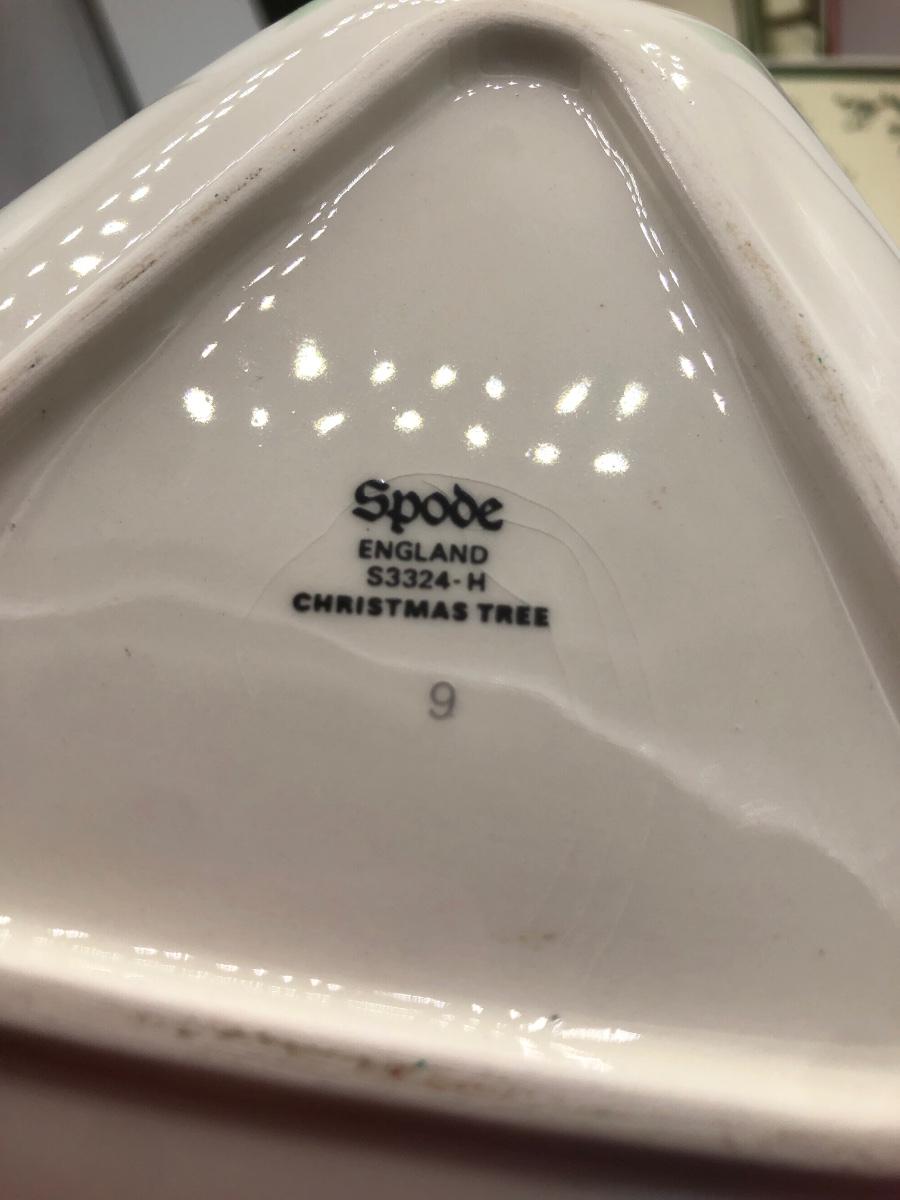 Spode
ENGLAND
S3324-H
CHRISTMAS TREE
9